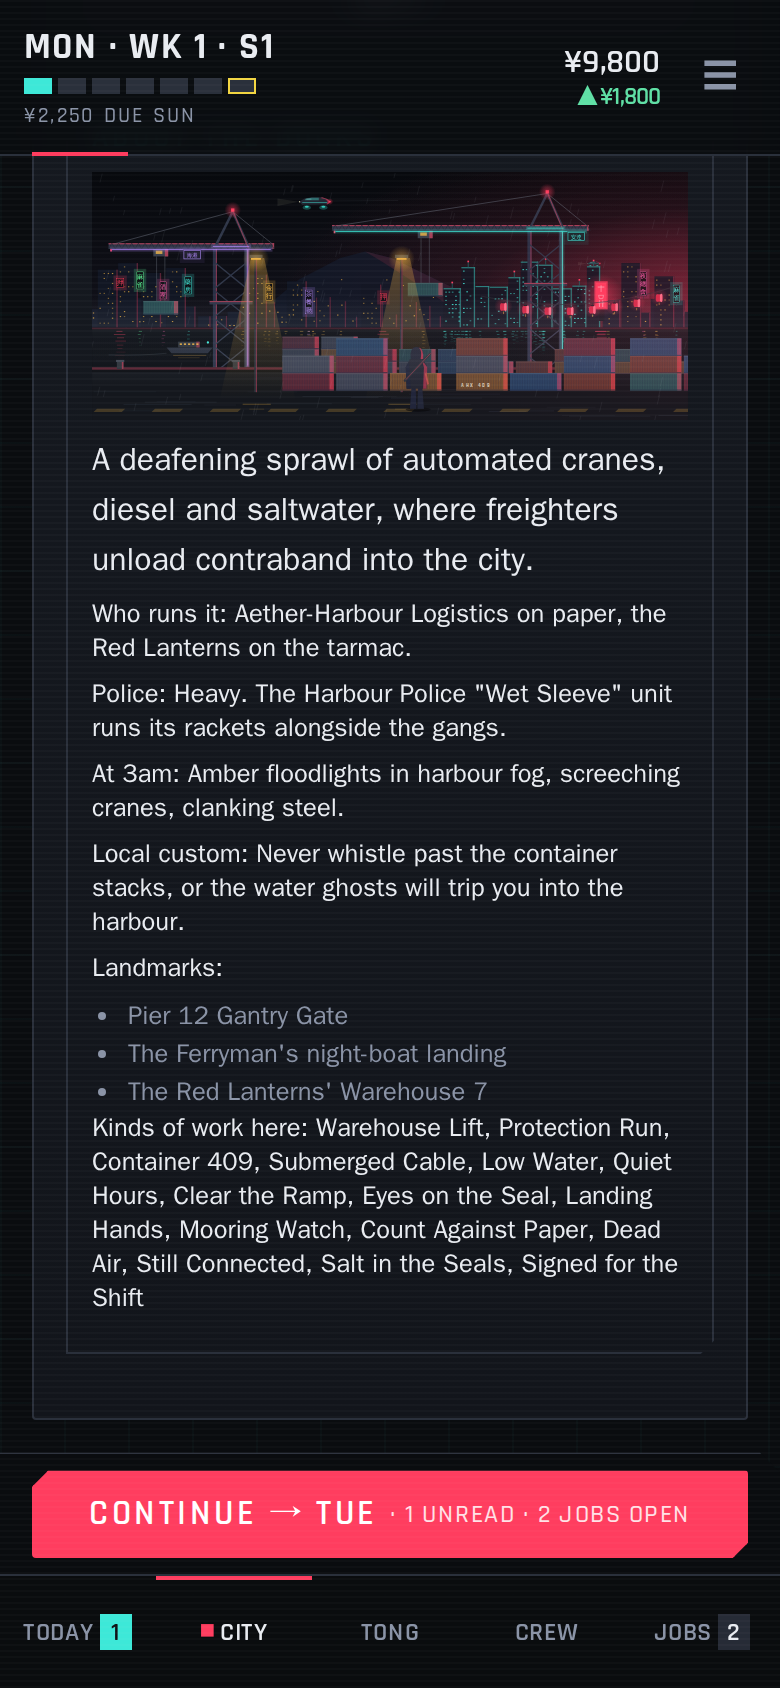 MON · WK 1 · S1
¥2,250 DUE SUN
¥9,800
▲¥1,800
AHX 409
A deafening sprawl of automated cranes,
diesel and saltwater, where freighters
unload contraband into the city.
Who runs it: Aether-Harbour Logistics on paper, the
Red Lanterns on the tarmac.
Police: Heavy. The Harbour Police "Wet Sleeve" unit
runs its rackets alongside the gangs.
At 3am: Amber floodlights in harbour fog, screeching
cranes, clanking steel.
Local custom: Never whistle past the container
stacks, or the water ghosts will trip you into the
harbour.
Landmarks:
• Pier 12 Gantry Gate
• The Ferryman's night-boat landing
• The Red Lanterns' Warehouse 7
Kinds of work here: Warehouse Lift, Protection Run,
Container 409, Submerged Cable, Low Water, Quiet
Hours, Clear the Ramp, Eyes on the Seal, Landing
Hands, Mooring Watch, Count Against Paper, Dead
Air, Still Connected, Salt in the Seals, Signed for the
Shift
CONTINUE → TUE · 1 UNREAD · 2 JOBS OPEN
TODAY 1 CITY TONG CREW JOBS 2